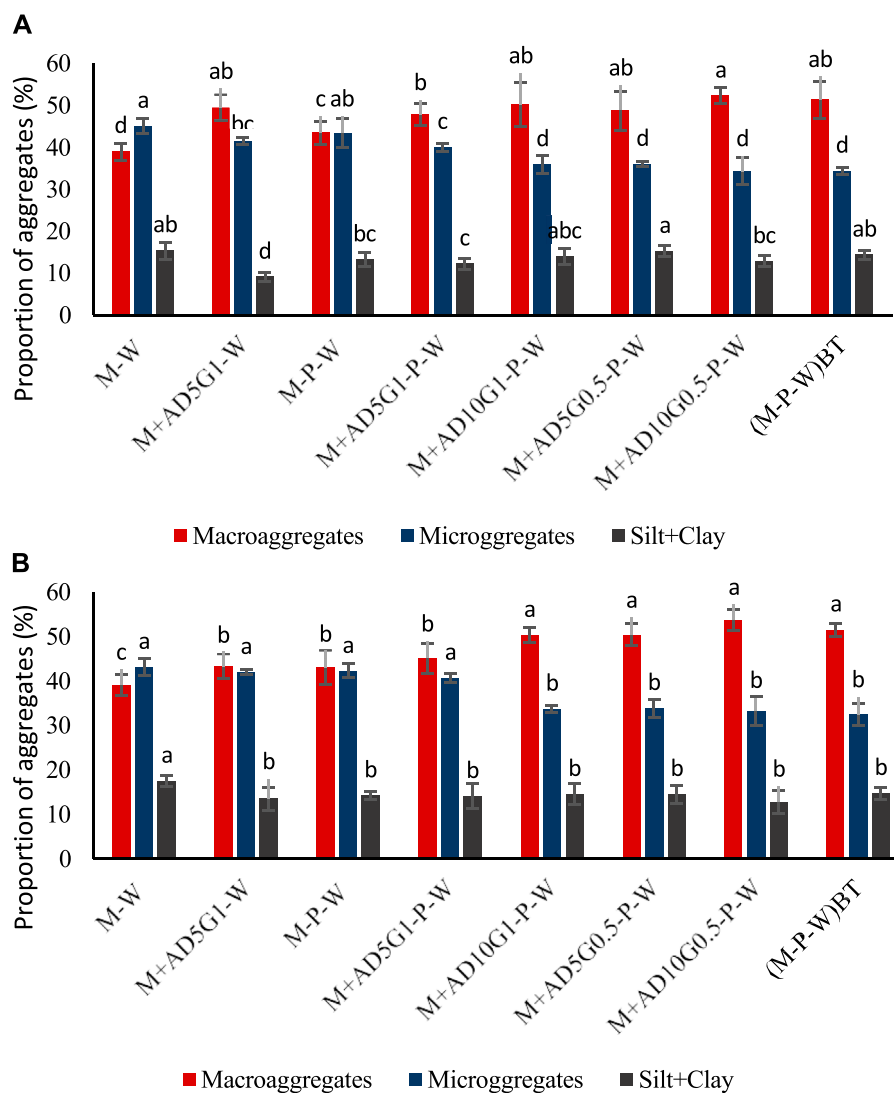 A
Proportion of aggregates (%)
60
50
40
30
20
10
0
d a ab
ab bc d
c ab bc
b c c
ab d abc
ab d a
a d bc
ab d ab
M-W
M+AD5G1-W
M-P-W
M+AD5G1-P-W
M+AD10G1-P-W
M+AD5G0.5-P-W
M+AD10G0.5-P-W
(M-P-W)BT
Macroaggregates Microggregates Silt+Clay
B
Proportion of aggregates (%)
60
50
40
30
20
10
0
c a a
b a b
b a b
b a b
a b b
a b b
a b b
a b b
M-W
M+AD5G1-W
M-P-W
M+AD5G1-P-W
M+AD10G1-P-W
M+AD5G0.5-P-W
M+AD10G0.5-P-W
(M-P-W)BT
Macroaggregates Microggregates Silt+Clay